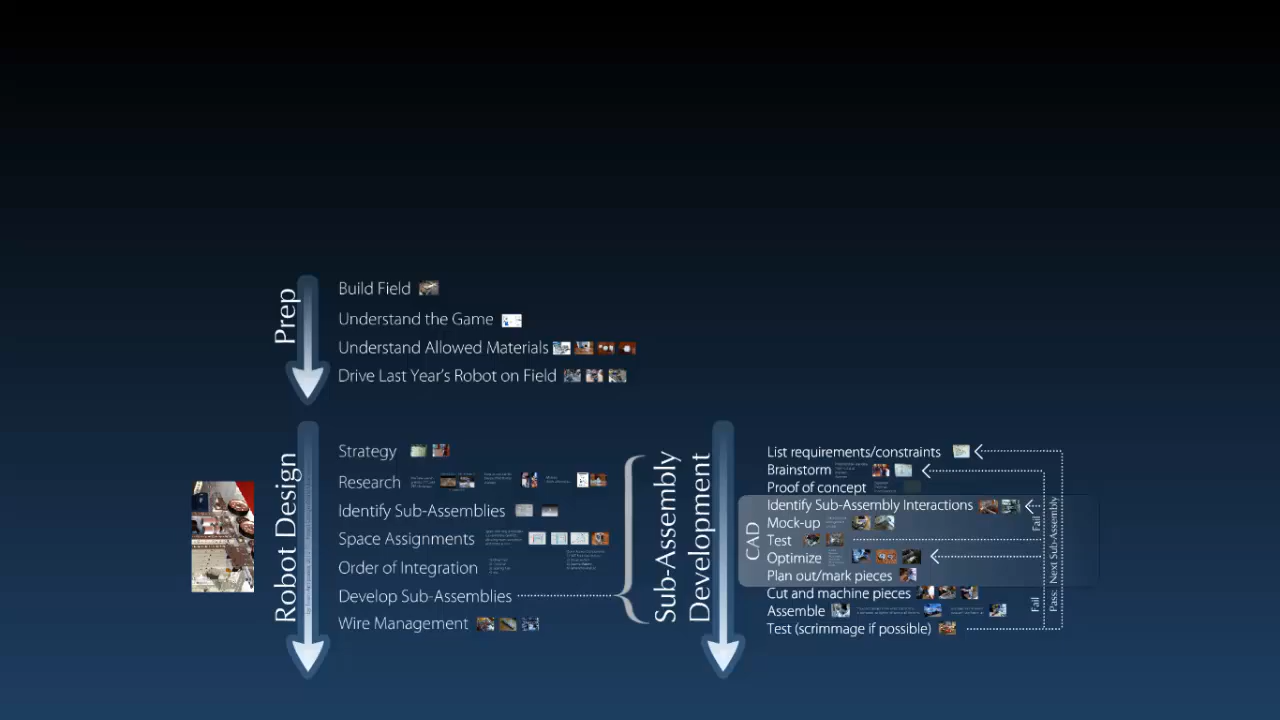 Prep
Build Field
Understand the Game
Understand Allowed Materials
Drive Last Year's Robot on Field
Robot Design
Strategy
Research
Identify Sub-Assemblies
Space Assignments
Order of Integration
Develop Sub-Assemblies
Wire Management
Sub-Assembly
Development
List requirements/constraints
Brainstorm
Proof of concept
CAD
Identify Sub-Assembly Interactions
Mock-up
Test
Optimize
Plan out/mark pieces
Cut and machine pieces
Assemble
Test (scrimmage if possible)
Fail
Fail
Pass: Next Sub-Assembly